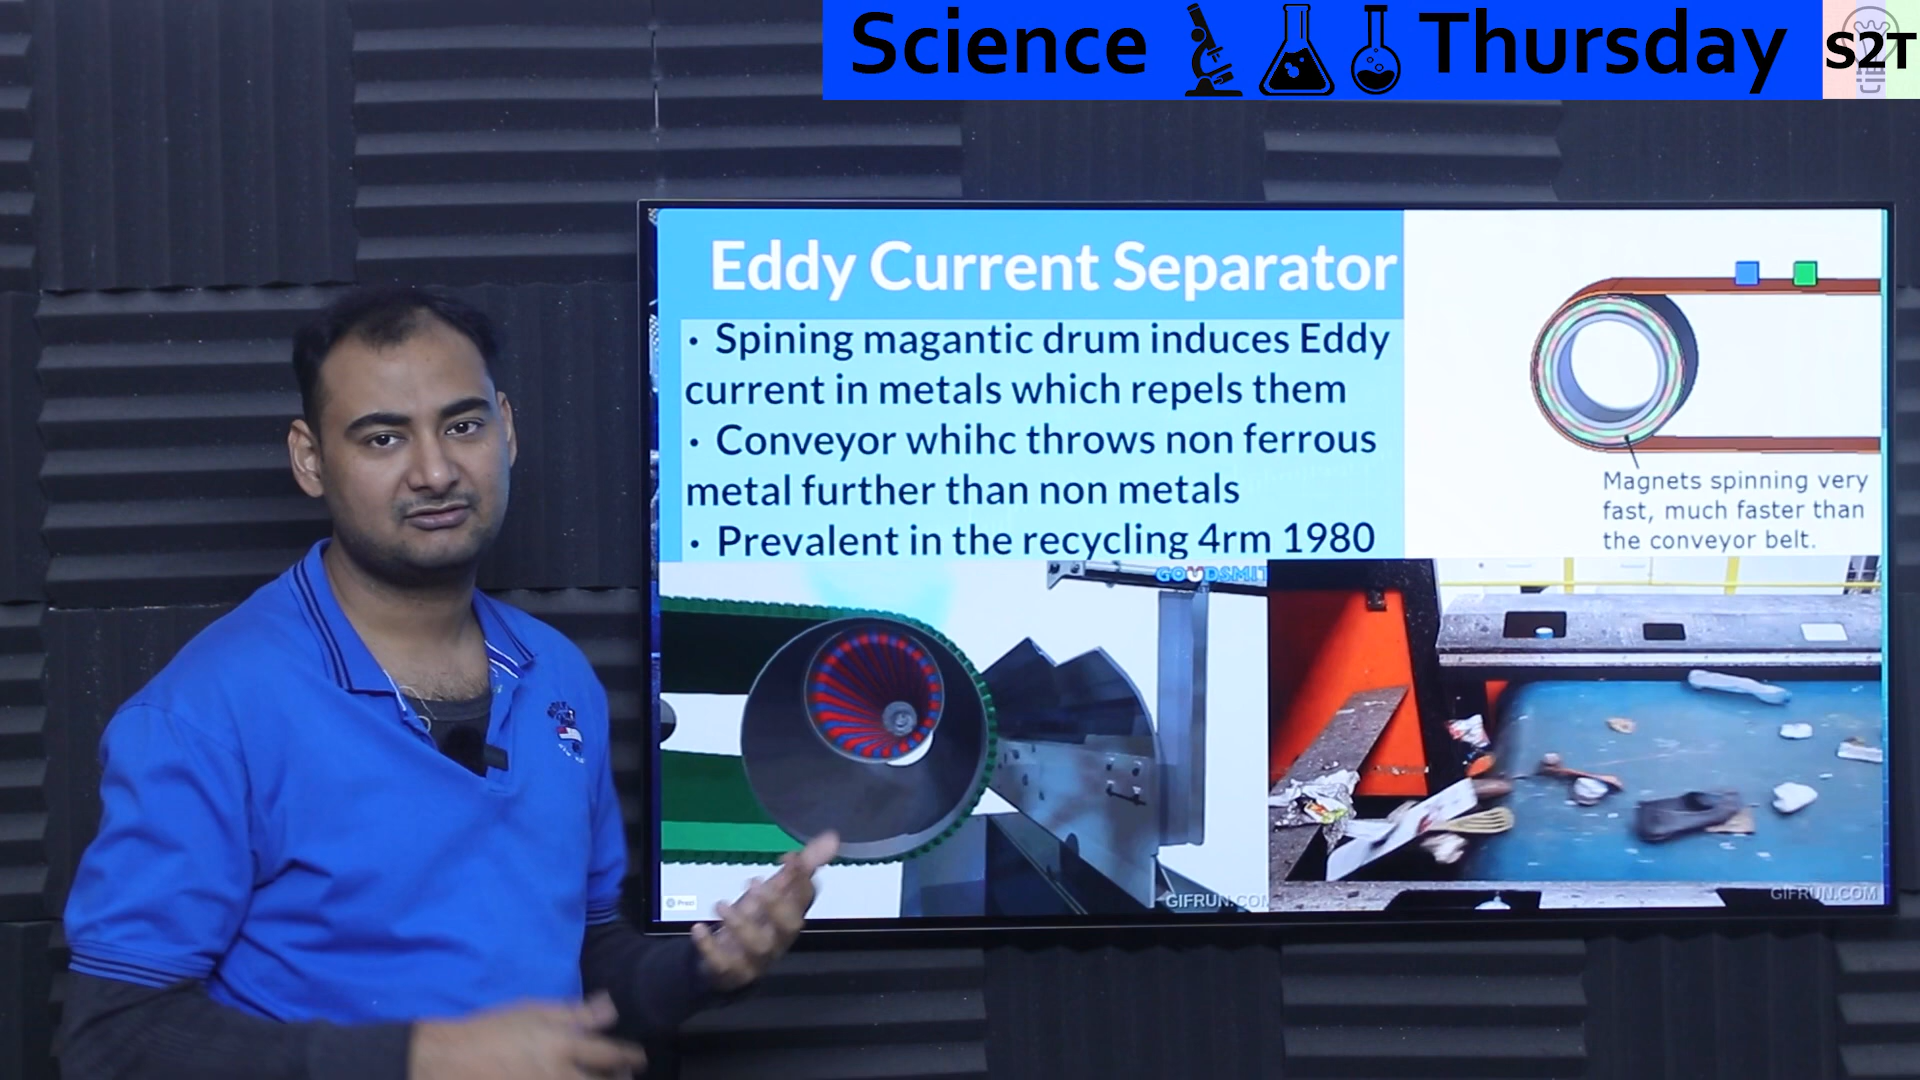 Science Thursday
S2T
Eddy Current Separator
• Spining magantic drum induces Eddy
current in metals which repels them
• Conveyor whihc throws non ferrous
metal further than non metals
• Prevalent in the recycling 4rm 1980
Magnets spinning very
fast, much faster than
the conveyor belt.
GOUDSMIT
Prezi
GIFRUN.COM
GIFRUN.COM